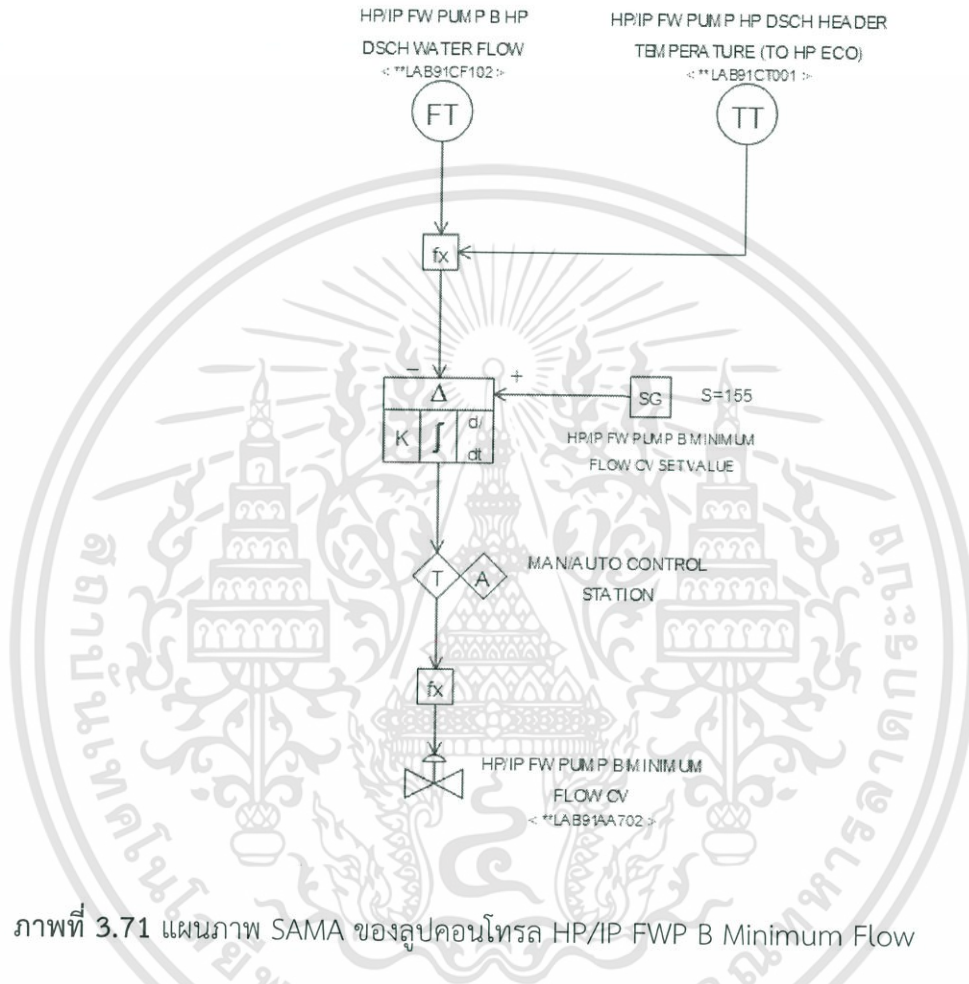 HP/IP FW PUMP B HP
DSCH WATER FLOW
< **LAB91CF102 >
FT
HP/IP FW PUMP HP DSCH HEADER
TEMPERATURE (TO HP ECO)
< **LAB91CT001 >
TT
fx
− +
Δ
K ∫ d/dt
SG S=155
HP/IP FW PUMP B MINIMUM
FLOW CV SETVALUE
T A
MAN/AUTO CONTROL
STATION
fx
HP/IP FW PUMP B MINIMUM
FLOW CV
< **LAB91AA702 >
ภาพที่ 3.71 แผนภาพ SAMA ของลูปคอนโทรล HP/IP FWP B Minimum Flow